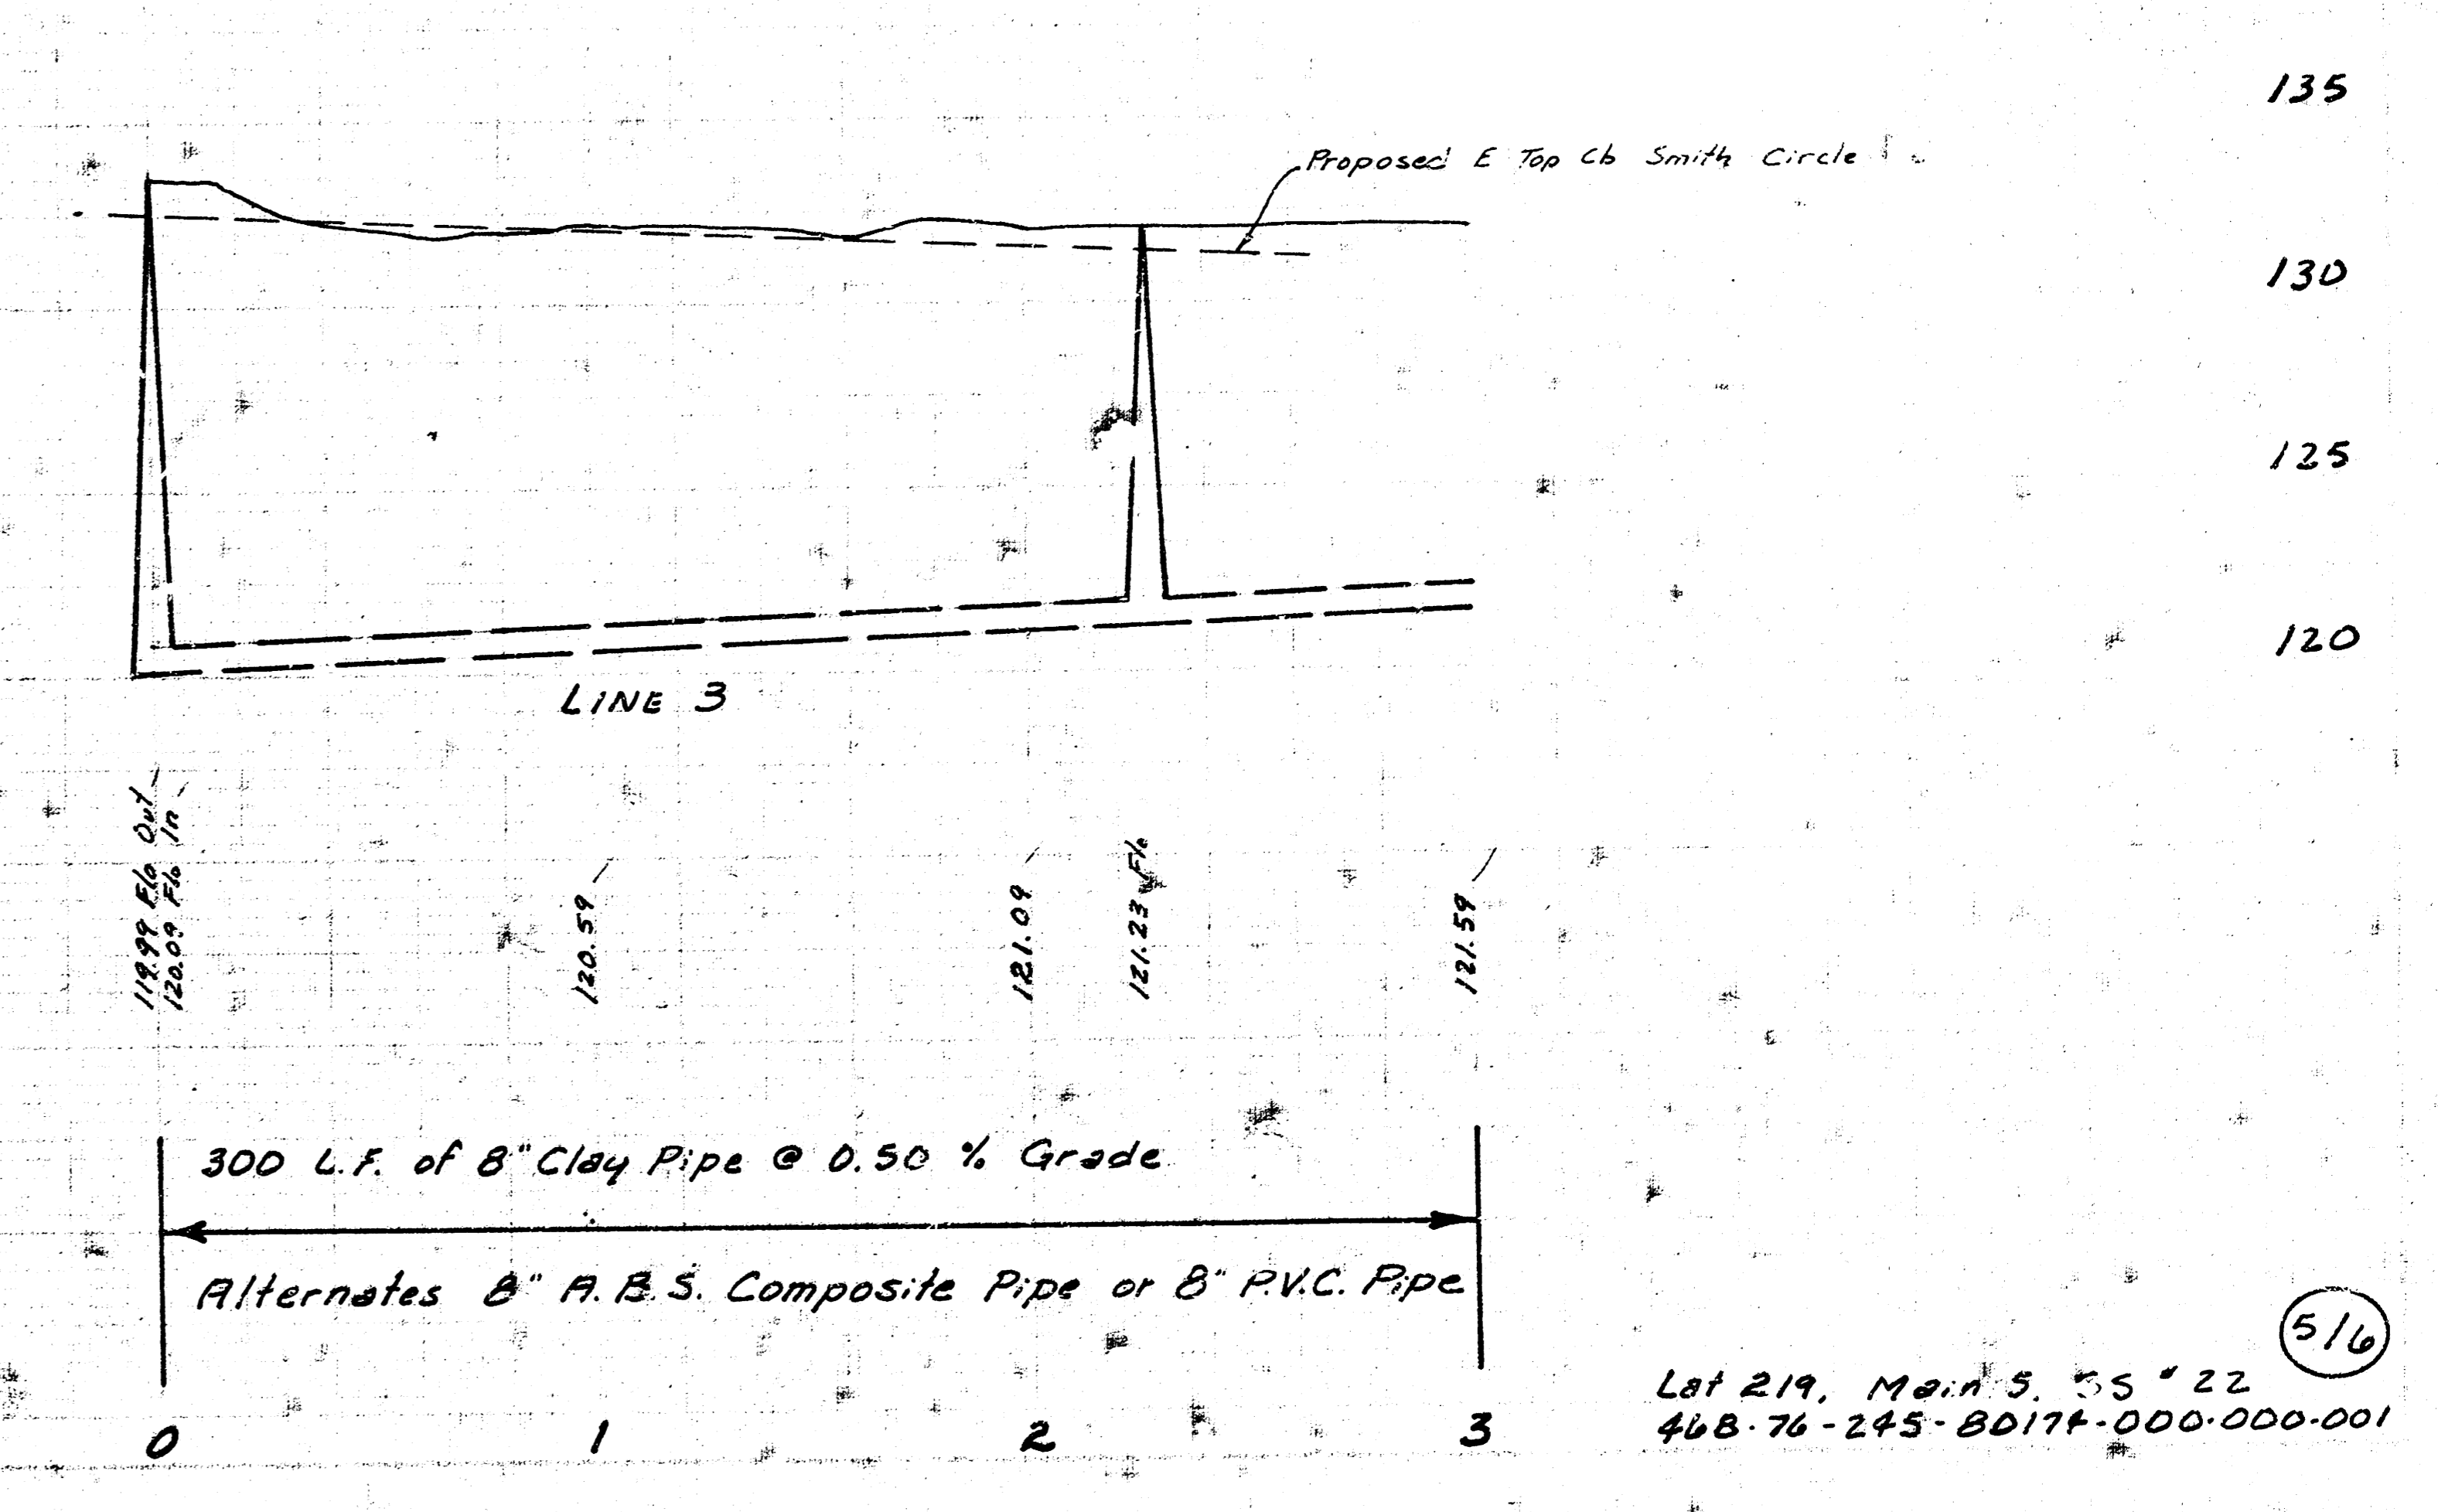 135
Proposed E Top Cb Smith Circle
130
125
120
LINE 3
119.99 Flo Out
120.09 Flo In
120.59
121.09
121.23 Flo
121.59
300 L.F. of 8" Clay Pipe @ 0.50 % Grade
Alternates 8" A.B.S. Composite Pipe or 8" P.V.C. Pipe
5/6
Lat 219, Main 5, SS # 22
468-76-245-80174-000-000-001
0 1 2 3